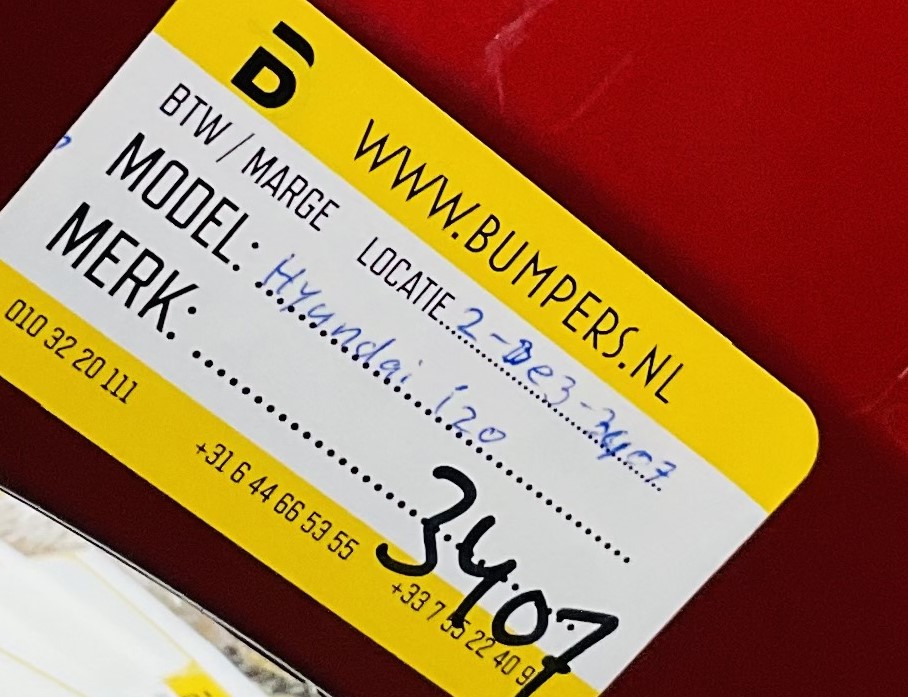 WWW.BUMPERS.NL
BTW / MARGE LOCATIE 2-De3-3407
MODEL: Hyundai i20
MERK:
3407
010 32 20 111 +31 6 44 66 53 55 +33 7 55 22 40 9